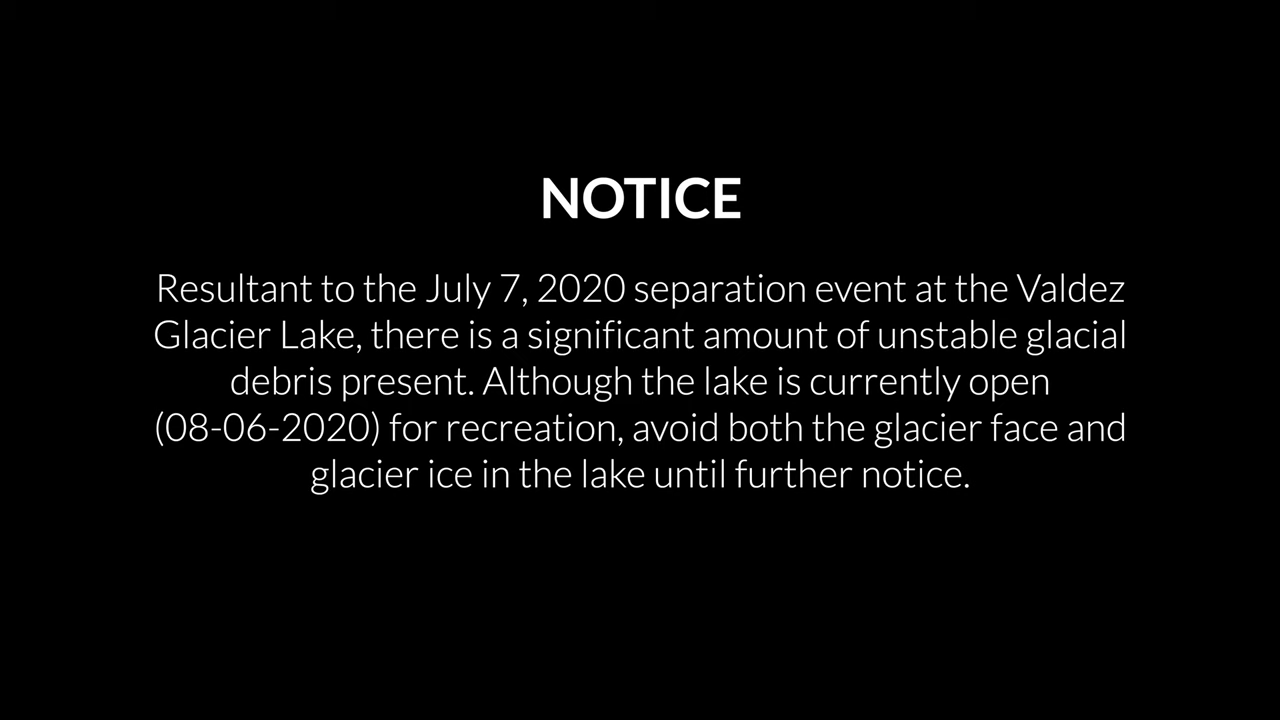 NOTICE
Resultant to the July 7, 2020 separation event at the Valdez
Glacier Lake, there is a significant amount of unstable glacial
debris present. Although the lake is currently open
(08-06-2020) for recreation, avoid both the glacier face and
glacier ice in the lake until further notice.